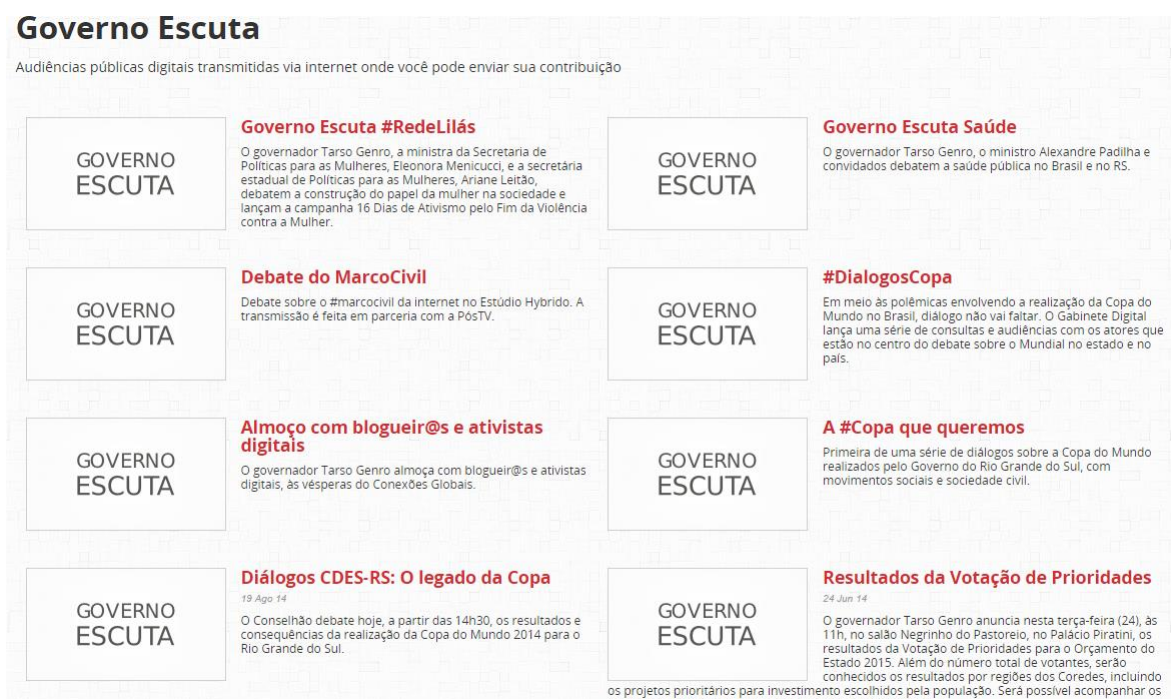 Governo Escuta
Audiências públicas digitais transmitidas via internet onde você pode enviar sua contribuição
GOVERNO
ESCUTA
Governo Escuta #RedeLilás
O governador Tarso Genro, a ministra da Secretaria de
Políticas para as Mulheres, Eleonora Menicucci, e a secretária
estadual de Políticas para as Mulheres, Ariane Leitão,
debatem a construção do papel da mulher na sociedade e
lançam a campanha 16 Dias de Ativismo pelo Fim da Violência
contra a Mulher.
GOVERNO
ESCUTA
Governo Escuta Saúde
O governador Tarso Genro, o ministro Alexandre Padilha e
convidados debatem a saúde pública no Brasil e no RS.
GOVERNO
ESCUTA
Debate do MarcoCivil
Debate sobre o #marcocivil da internet no Estúdio Hybrido. A
transmissão é feita em parceria com a PósTV.
GOVERNO
ESCUTA
#DialogosCopa
Em meio às polêmicas envolvendo a realização da Copa do
Mundo no Brasil, diálogo não vai faltar. O Gabinete Digital
lança uma série de consultas e audiências com os atores que
estão no centro do debate sobre o Mundial no estado e no
país.
GOVERNO
ESCUTA
Almoço com blogueir@s e ativistas
digitais
O governador Tarso Genro almoça com blogueir@s e ativistas
digitais, às vésperas do Conexões Globais.
GOVERNO
ESCUTA
A #Copa que queremos
Primeira de uma série de diálogos sobre a Copa do Mundo
realizados pelo Governo do Rio Grande do Sul, com
movimentos sociais e sociedade civil.
GOVERNO
ESCUTA
Diálogos CDES-RS: O legado da Copa
19 Ago 14
O Conselhão debate hoje, a partir das 14h30, os resultados e
consequências da realização da Copa do Mundo 2014 para o
Rio Grande do Sul.
GOVERNO
ESCUTA
Resultados da Votação de Prioridades
24 Jun 14
O governador Tarso Genro anuncia nesta terça-feira (24), às
11h, no salão Negrinho do Pastoreio, no Palácio Piratini, os
resultados da Votação de Prioridades para o Orçamento do
Estado 2015. Além do número total de votantes, serão
conhecidos os resultados por regiões dos Coredes, incluindo
os projetos prioritários para investimento escolhidos pela população. Será possível acompanhar os